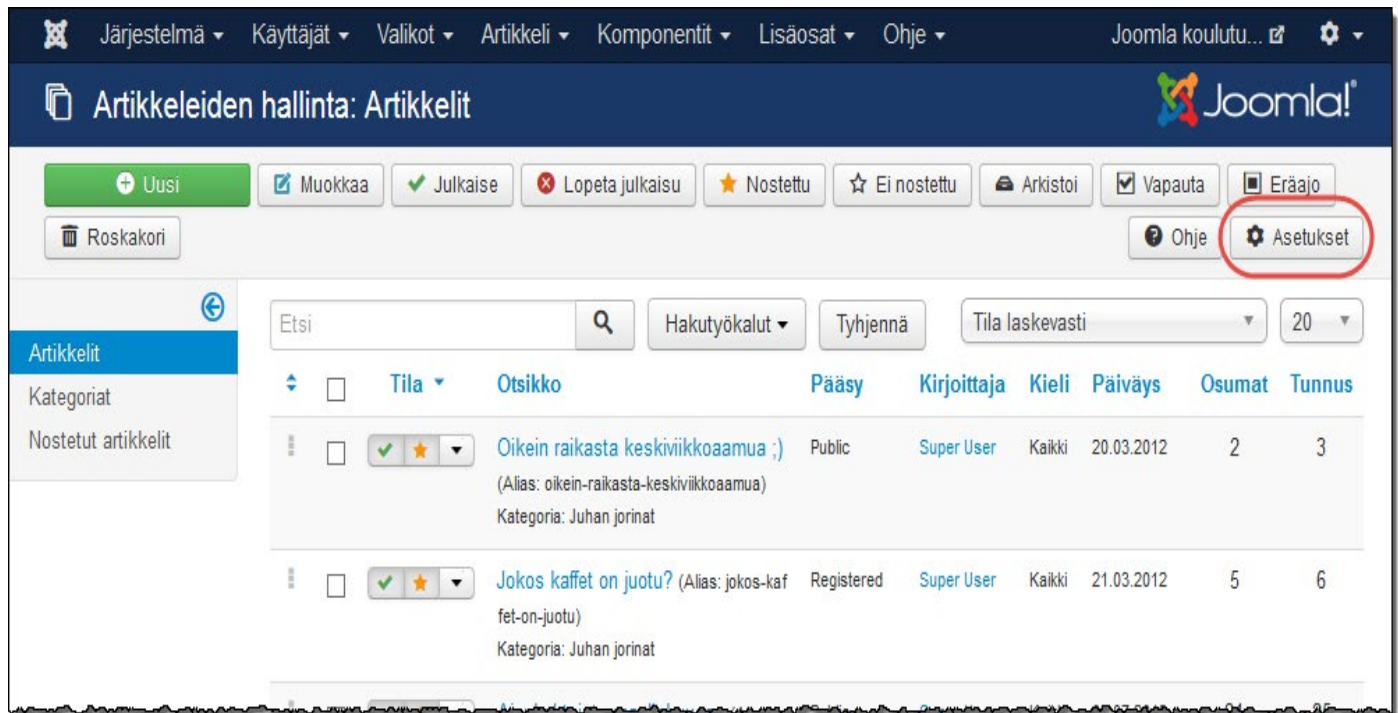 Järjestelmä Käyttäjät Valikot Artikkeli Komponentit Lisäosat Ohje Joomla koulutu...
Artikkeleiden hallinta: Artikkelit Joomla!
Uusi Muokkaa Julkaise Lopeta julkaisu Nostettu Ei nostettu Arkistoi Vapauta Eräajo
Roskakori Ohje Asetukset
Etsi Hakutyökalut Tyhjennä Tila laskevasti 20
Artikkelit
Kategoriat
Nostetut artikkelit
Tila Otsikko Pääsy Kirjoittaja Kieli Päiväys Osumat Tunnus
Oikein raikasta keskiviikkoaamua ;) Public Super User Kaikki 20.03.2012 2 3
(Alias: oikein-raikasta-keskiviikkoaamua)
Kategoria: Juhan jorinat
Jokos kaffet on juotu? (Alias: jokos-kaf Registered Super User Kaikki 21.03.2012 5 6
fet-on-juotu)
Kategoria: Juhan jorinat